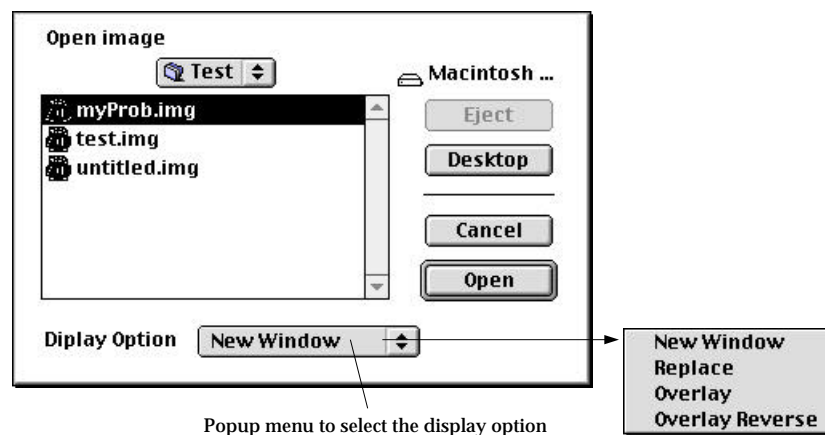 Open image
Test
Macintosh ...
myProb.img
test.img
untitled.img
Eject
Desktop
Cancel
Open
Diplay Option
New Window
New Window
Replace
Overlay
Overlay Reverse
Popup menu to select the display option